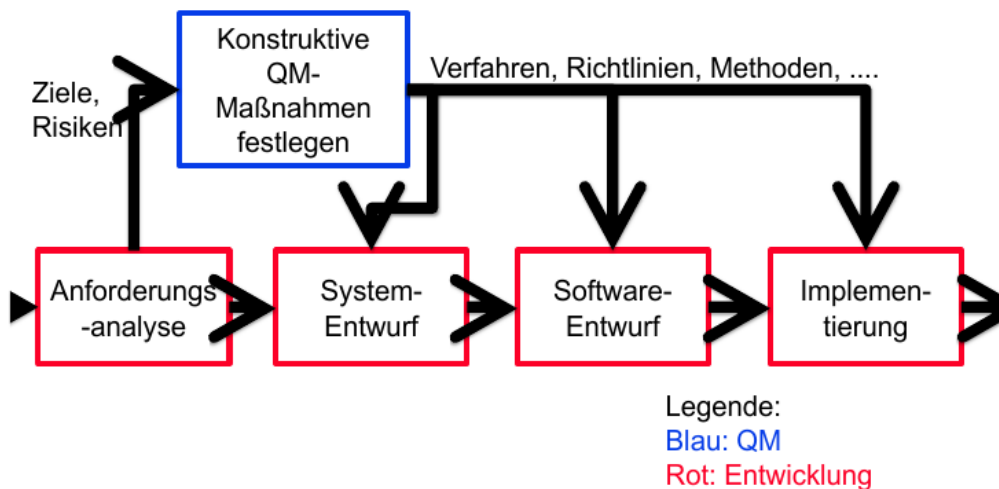 Konstruktive
QM-
Maßnahmen
festlegen
Verfahren, Richtlinien, Methoden, ....
Ziele,
Risiken
Anforderungs
-analyse
System-
Entwurf
Software-
Entwurf
Implemen-
tierung
Legende:
Blau: QM
Rot: Entwicklung